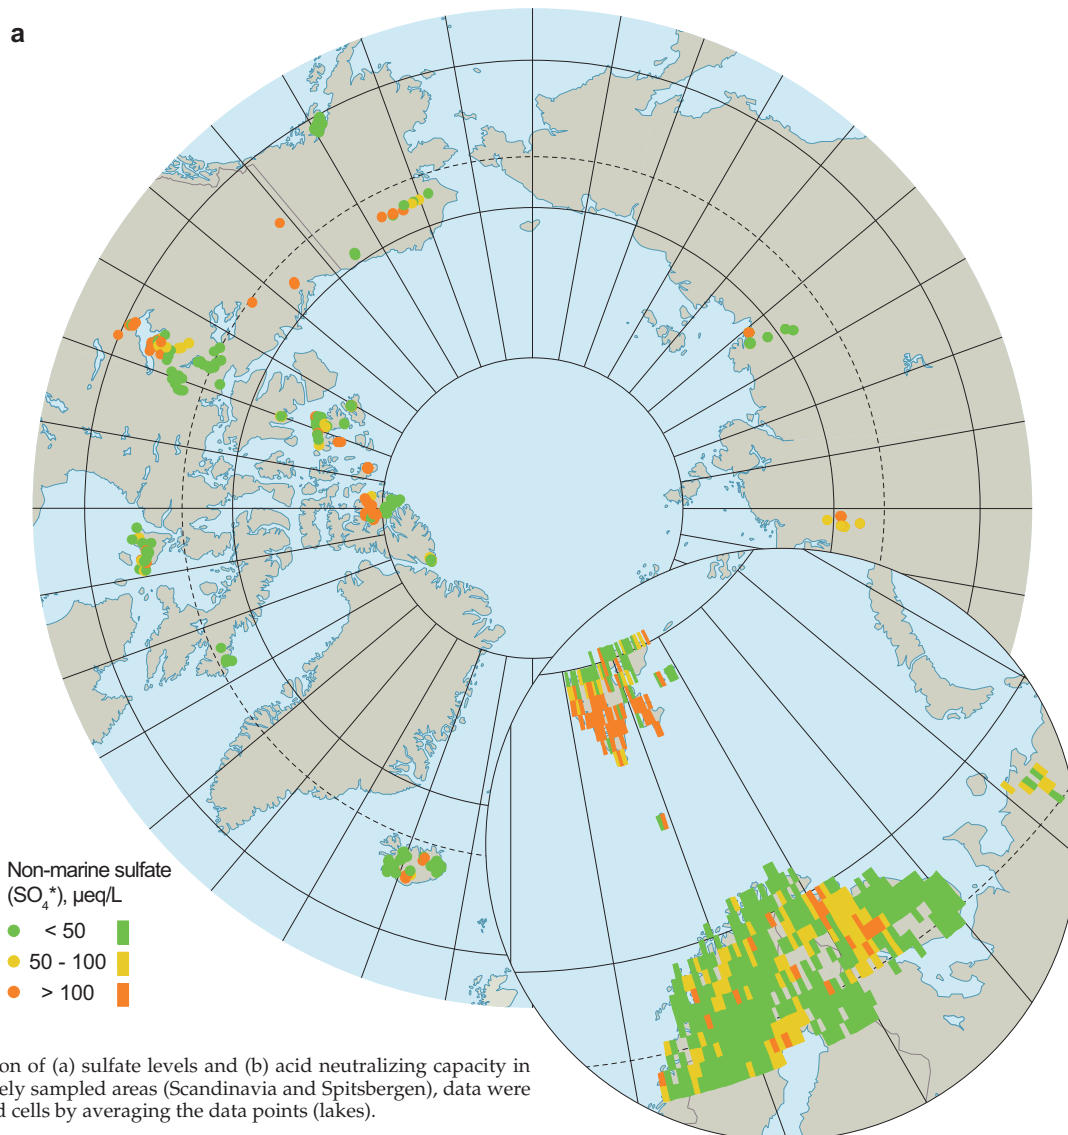 a
Non-marine sulfate
(SO₄*), µeq/L
< 50
50 - 100
> 100
on of (a) sulfate levels and (b) acid neutralizing capacity in
ely sampled areas (Scandinavia and Spitsbergen), data were
d cells by averaging the data points (lakes).